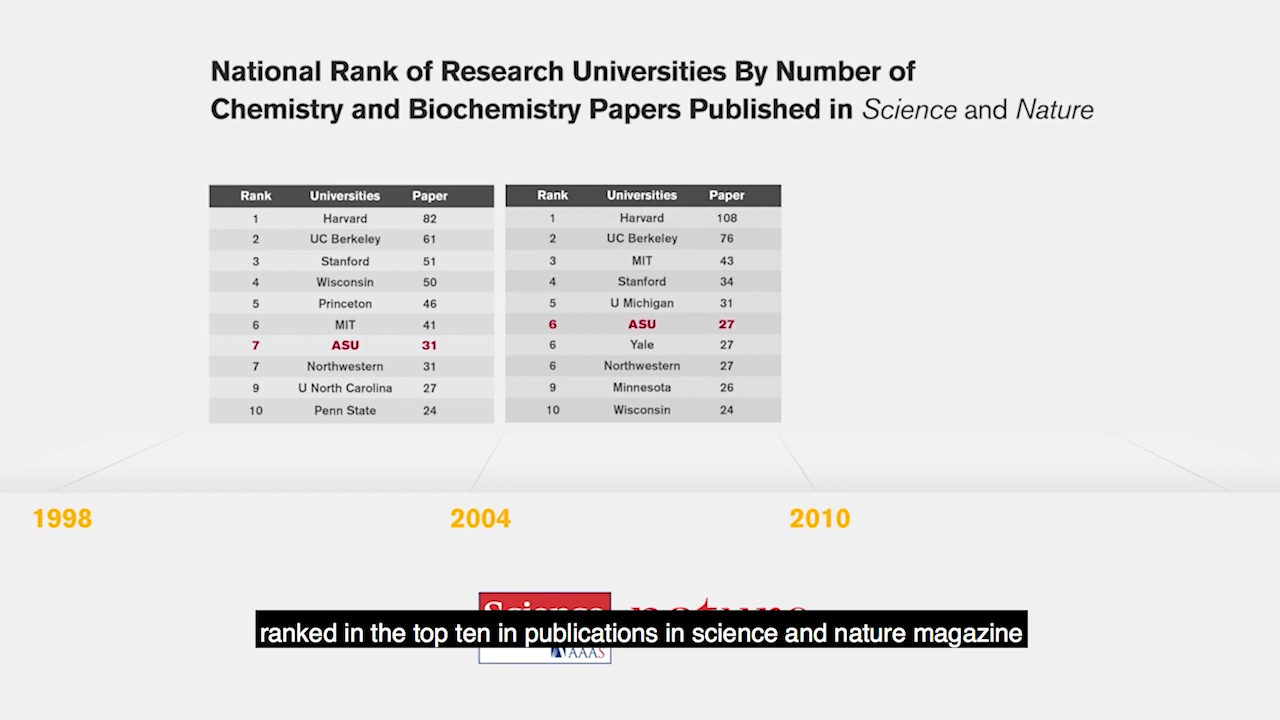 National Rank of Research Universities By Number of
Chemistry and Biochemistry Papers Published in Science and Nature
Rank Universities Paper
1 Harvard 82
2 UC Berkeley 61
3 Stanford 51
4 Wisconsin 50
5 Princeton 46
6 MIT 41
7 ASU 31
7 Northwestern 31
9 U North Carolina 27
10 Penn State 24
Rank Universities Paper
1 Harvard 108
2 UC Berkeley 76
3 MIT 43
4 Stanford 34
5 U Michigan 31
6 ASU 27
6 Yale 27
6 Northwestern 27
9 Minnesota 26
10 Wisconsin 24
1998 2004 2010
Science nature
ranked in the top ten in publications in science and nature magazine
AAAS